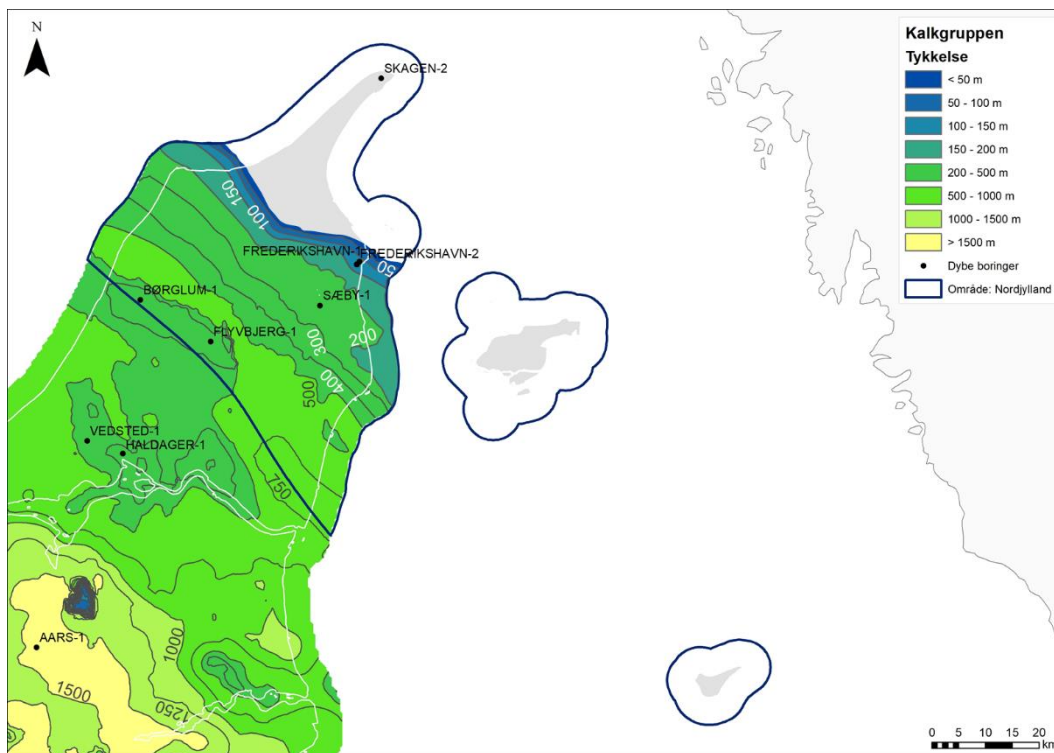 N
SKAGEN-2
Kalkgruppen
Tykkelse
< 50 m
50 - 100 m
100 - 150 m
150 - 200 m
200 - 500 m
500 - 1000 m
1000 - 1500 m
> 1500 m
Dybe boringer
Område: Nordjylland
150
100
FREDERIKSHAVN-1
FREDERIKSHAVN-2
50
BØRGLUM-1
SÆBY-1
FLYVBJERG-1
200
300
400
500
VEDSTED-1
HALDAGER-1
750
AARS-1
1000
1500
1250
0 5 10 15 20
km